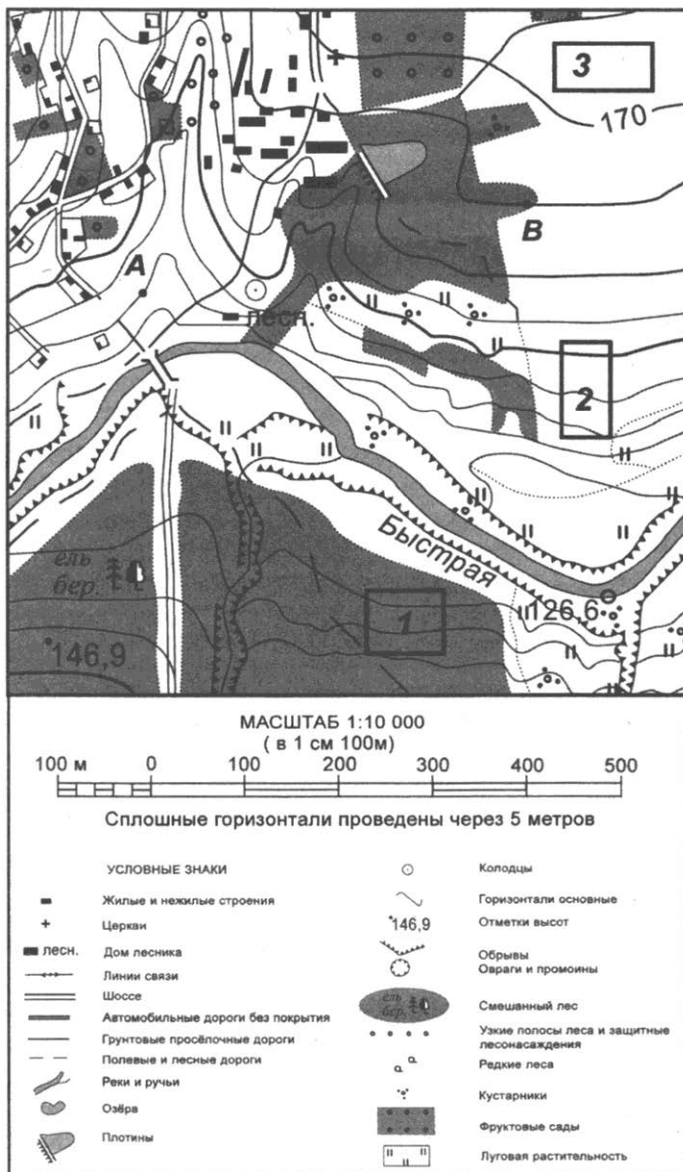 3
170
A
B
лесн.
2
Быстрая
ель
бер.
126,6
1
146,9
МАСШТАБ 1:10 000
( в 1 см 100м)
100 м 0 100 200 300 400 500
Сплошные горизонтали проведены через 5 метров
УСЛОВНЫЕ ЗНАКИ
Жилые и нежилые строения
Церкви
лесн. Дом лесника
Линии связи
Шоссе
Автомобильные дороги без покрытия
Грунтовые просёлочные дороги
Полевые и лесные дороги
Реки и ручьи
Озёра
Плотины
Колодцы
Горизонтали основные
146,9 Отметки высот
Обрывы
Овраги и промоины
ель
бер.
Смешанный лес
Узкие полосы леса и защитные
лесонасаждения
Редкие леса
Кустарники
Фруктовые сады
Луговая растительность